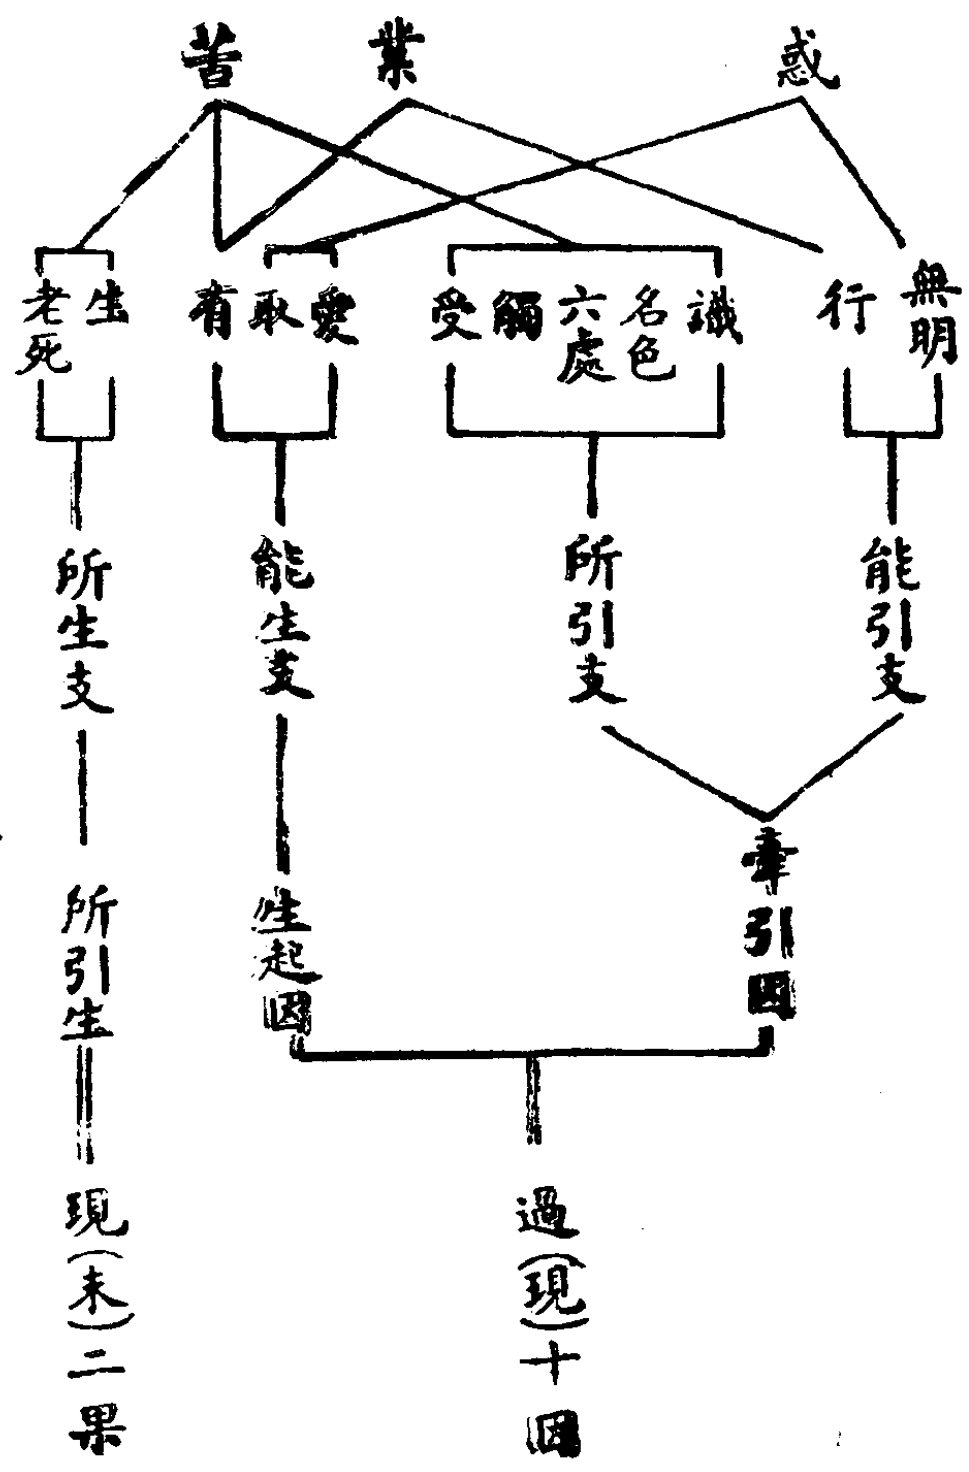 惑
業
苦
無明
行
識
名色
六處
觸
受
愛
取
有
生
老死
能引支
所引支
能生支
所生支
牽引因
生起因
所引生
過(現)十因
現(未)二果